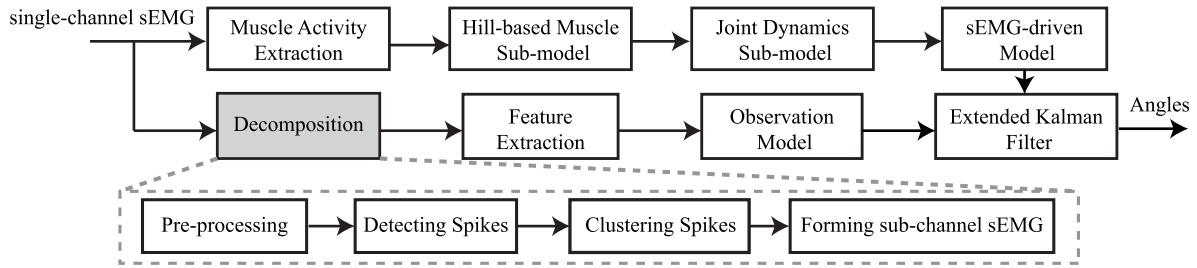 single-channel sEMG
Muscle Activity
Extraction
Hill-based Muscle
Sub-model
Joint Dynamics
Sub-model
sEMG-driven
Model
Decomposition
Feature
Extraction
Observation
Model
Extended Kalman
Filter
Angles
Pre-processing
Detecting Spikes
Clustering Spikes
Forming sub-channel sEMG